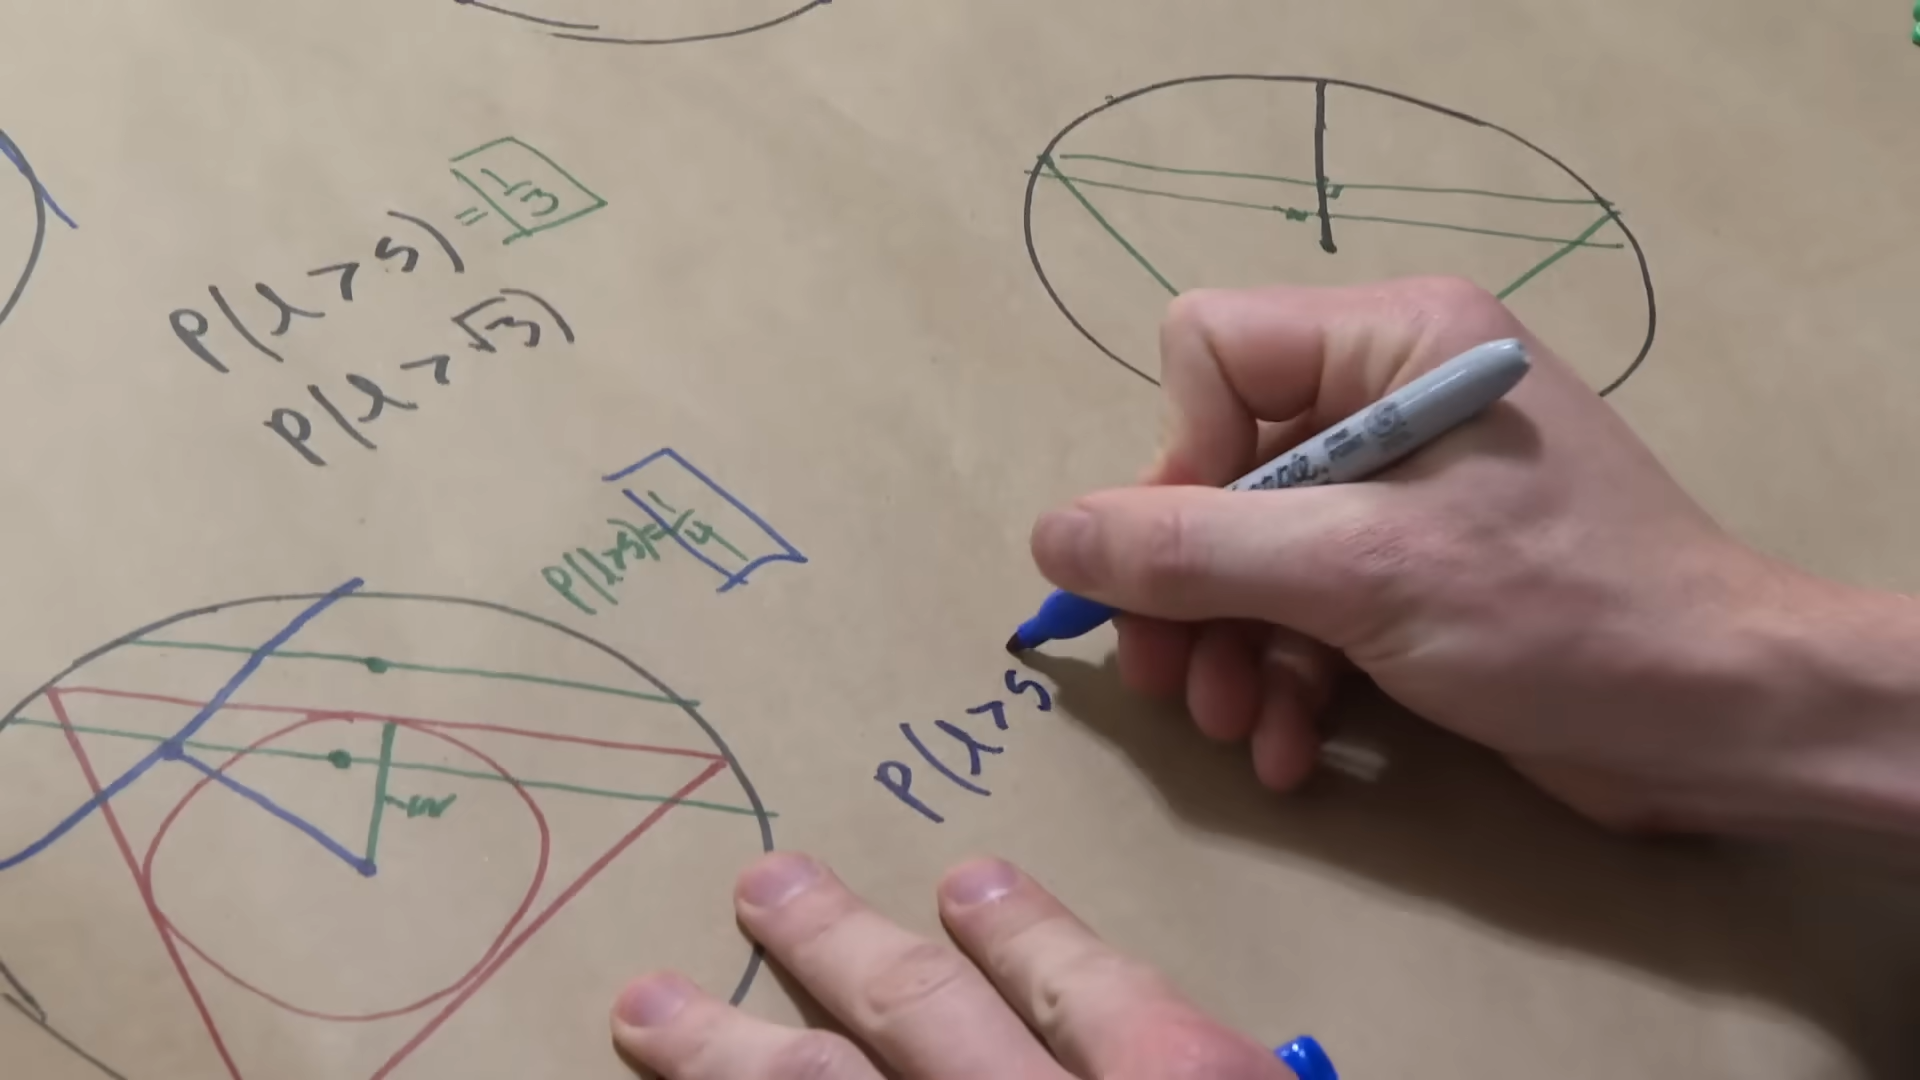 P(l > s) = 1/3
P(l > √3)
P(l > s) = 1/4
P(l > s